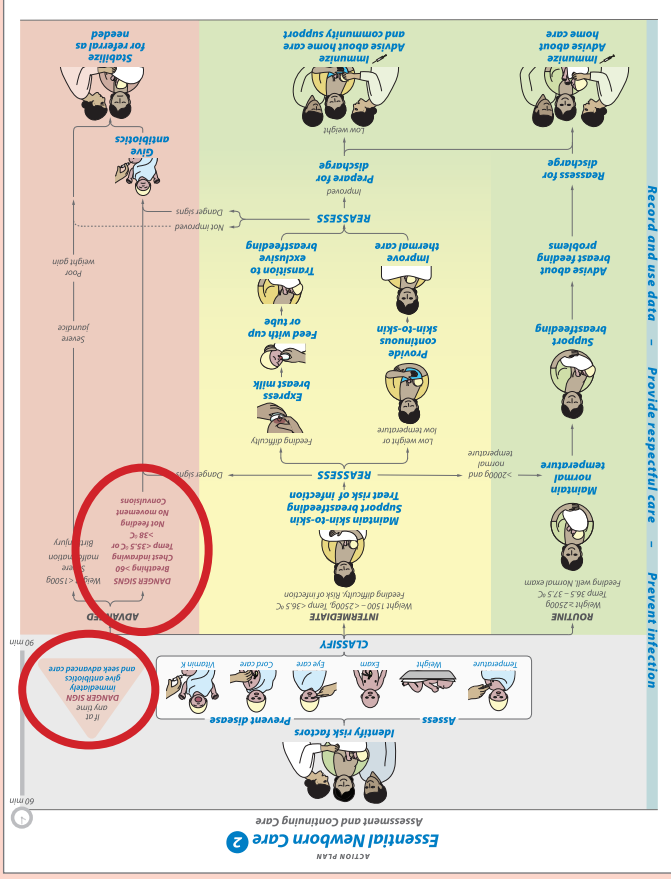 ACTION PLAN
Essential Newborn Care 2
Assessment and Continuing Care
60 min
Identify risk factors
Assess
Prevent disease
Temperature
Weight
Exam
Eye care
Cord care
Vitamin K
If at
any time
DANGER SIGN
immediately
give antibiotics
and seek advanced care
90 min
CLASSIFY
ROUTINE
Weight ≥ 2500g
Temp 36.5 – 37.5 ºC
Feeding well. Normal exam
Maintain
normal
temperature
Support
breastfeeding
Advise about
breast feeding
problems
Reassess for
discharge
Immunize
Advise about
home care
INTERMEDIATE
Weight 1500 – <2500g, Temp <36.5 ºC
Feeding difficulty, Risk of infection
Maintain skin-to-skin
Support breastfeeding
Treat risk of infection
REASSESS
>2000g and
normal
temperature
Danger signs
Low weight or
low temperature
Feeding difficulty
Provide
continuous
skin-to-skin
Improve
thermal care
Express
breast milk
Feed with cup
or tube
Transition to
exclusive
breastfeeding
REASSESS
Not improved
Danger signs
Improved
Prepare for
discharge
Low weight
Immunize
Advise about home care
and community support
ADVANCED
DANGER SIGNS
Breathing >60
Chest indrawing
Temp <35.5 ºC or
>38 ºC
Not feeding
No movement
Convulsions
Weight <1500g
Severe
malformation
Birth injury
Severe
jaundice
Poor
weight gain
Give
antibiotics
Stabilize
for referral as
needed
Prevent infection – Provide respectful care – Record and use data